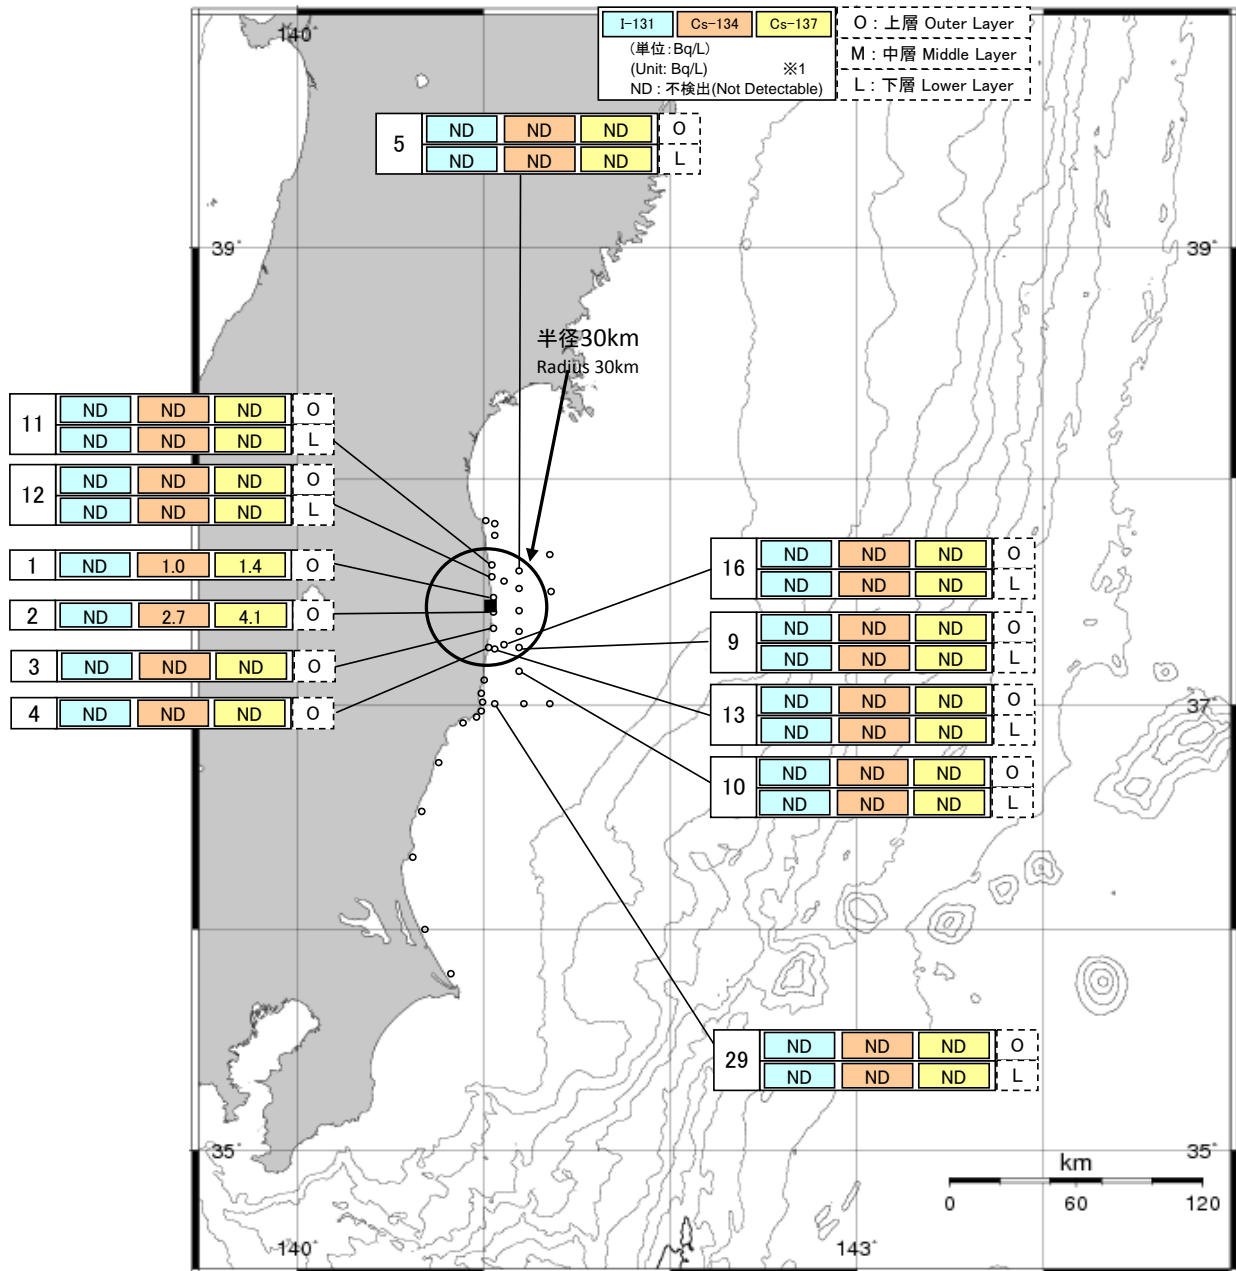 140°
I-131 Cs-134 Cs-137
(単位:Bq/L)
(Unit: Bq/L) ※1
ND : 不検出(Not Detectable)
O : 上層 Outer Layer
M : 中層 Middle Layer
L : 下層 Lower Layer
5
ND ND ND O
ND ND ND L
39° 39°
半径30km
Radius 30km
11
ND ND ND O
ND ND ND L
12
ND ND ND O
ND ND ND L
1 ND 1.0 1.4 O
2 ND 2.7 4.1 O
3 ND ND ND O
4 ND ND ND O
16
ND ND ND O
ND ND ND L
9
ND ND ND O
ND ND ND L
13
ND ND ND O
ND ND ND L
37°
10
ND ND ND O
ND ND ND L
29
ND ND ND O
ND ND ND L
35° 35°
km
0 60 120
140° 143°